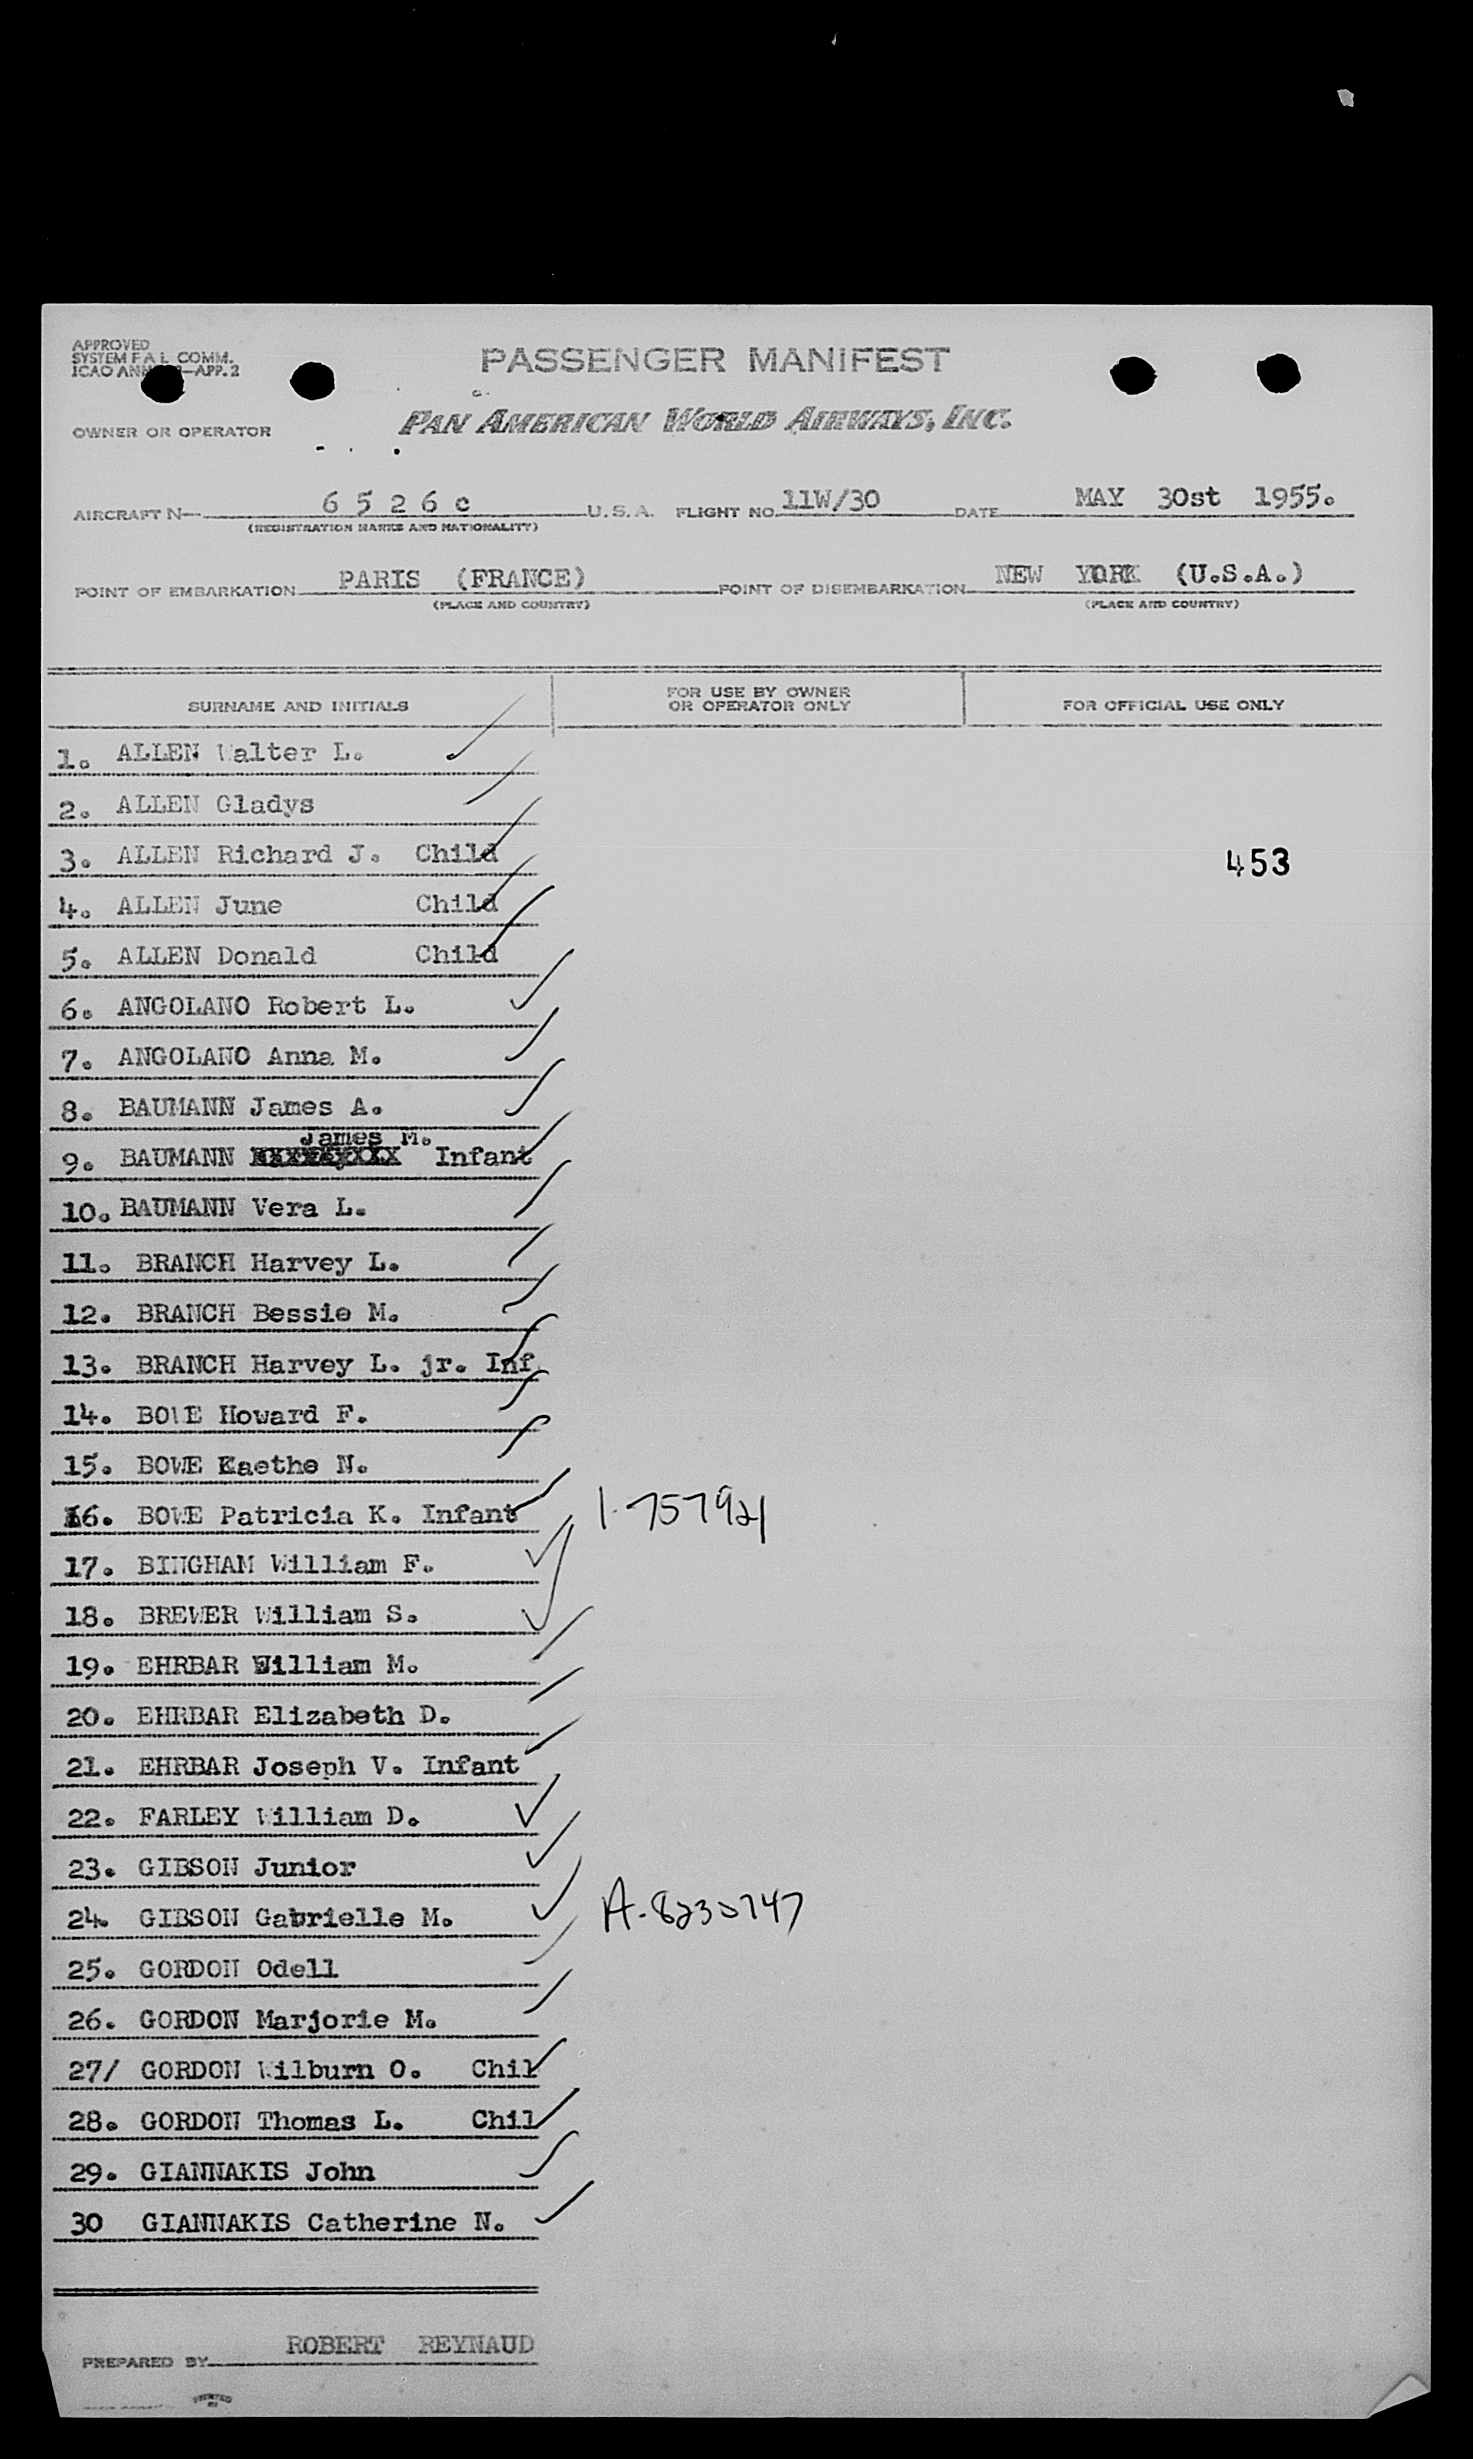 APPROVED
SYSTEM F A L COMM.
ICAO ANN -APP. 2
PASSENGER MANIFEST
OWNER OR OPERATOR PAN AMERICAN WORLD AIRWAYS, INC.
AIRCRAFT N- 6 5 2 6 c U.S.A. FLIGHT NO. 11W/30 DATE MAY 30st 1955.
(REGISTRATION MARKS AND NATIONALITY)
POINT OF EMBARKATION PARIS (FRANCE) POINT OF DISEMBARKATION NEW YORK (U.S.A.)
(PLACE AND COUNTRY) (PLACE AND COUNTRY)
SURNAME AND INITIALS FOR USE BY OWNER OR OPERATOR ONLY FOR OFFICIAL USE ONLY
1. ALLEN Walter L.
2. ALLEN Gladys
3. ALLEN Richard J. Child 453
4. ALLEN June Child
5. ALLEN Donald Child
6. ANGOLANO Robert L.
7. ANGOLANO Anna M.
8. BAUMANN James A.
James M.
9. BAUMANN Infant
10. BAUMANN Vera L.
11. BRANCH Harvey L.
12. BRANCH Bessie M.
13. BRANCH Harvey L. jr. Inf
14. BOWE Howard F.
15. BOWE Kaethe N.
16. BOWE Patricia K. Infant 1-757921
17. BINGHAM William F.
18. BREWER William S.
19. EHRBAR William M.
20. EHRBAR Elizabeth D.
21. EHRBAR Joseph V. Infant
22. FARLEY William D.
23. GIBSON Junior
24. GIBSON Gabrielle M. A-8230747
25. GORDON Odell
26. GORDON Marjorie M.
27/ GORDON Wilburn O. Chil
28. GORDON Thomas L. Chil
29. GIANNAKIS John
30 GIANNAKIS Catherine N.
PREPARED BY ROBERT REYNAUD